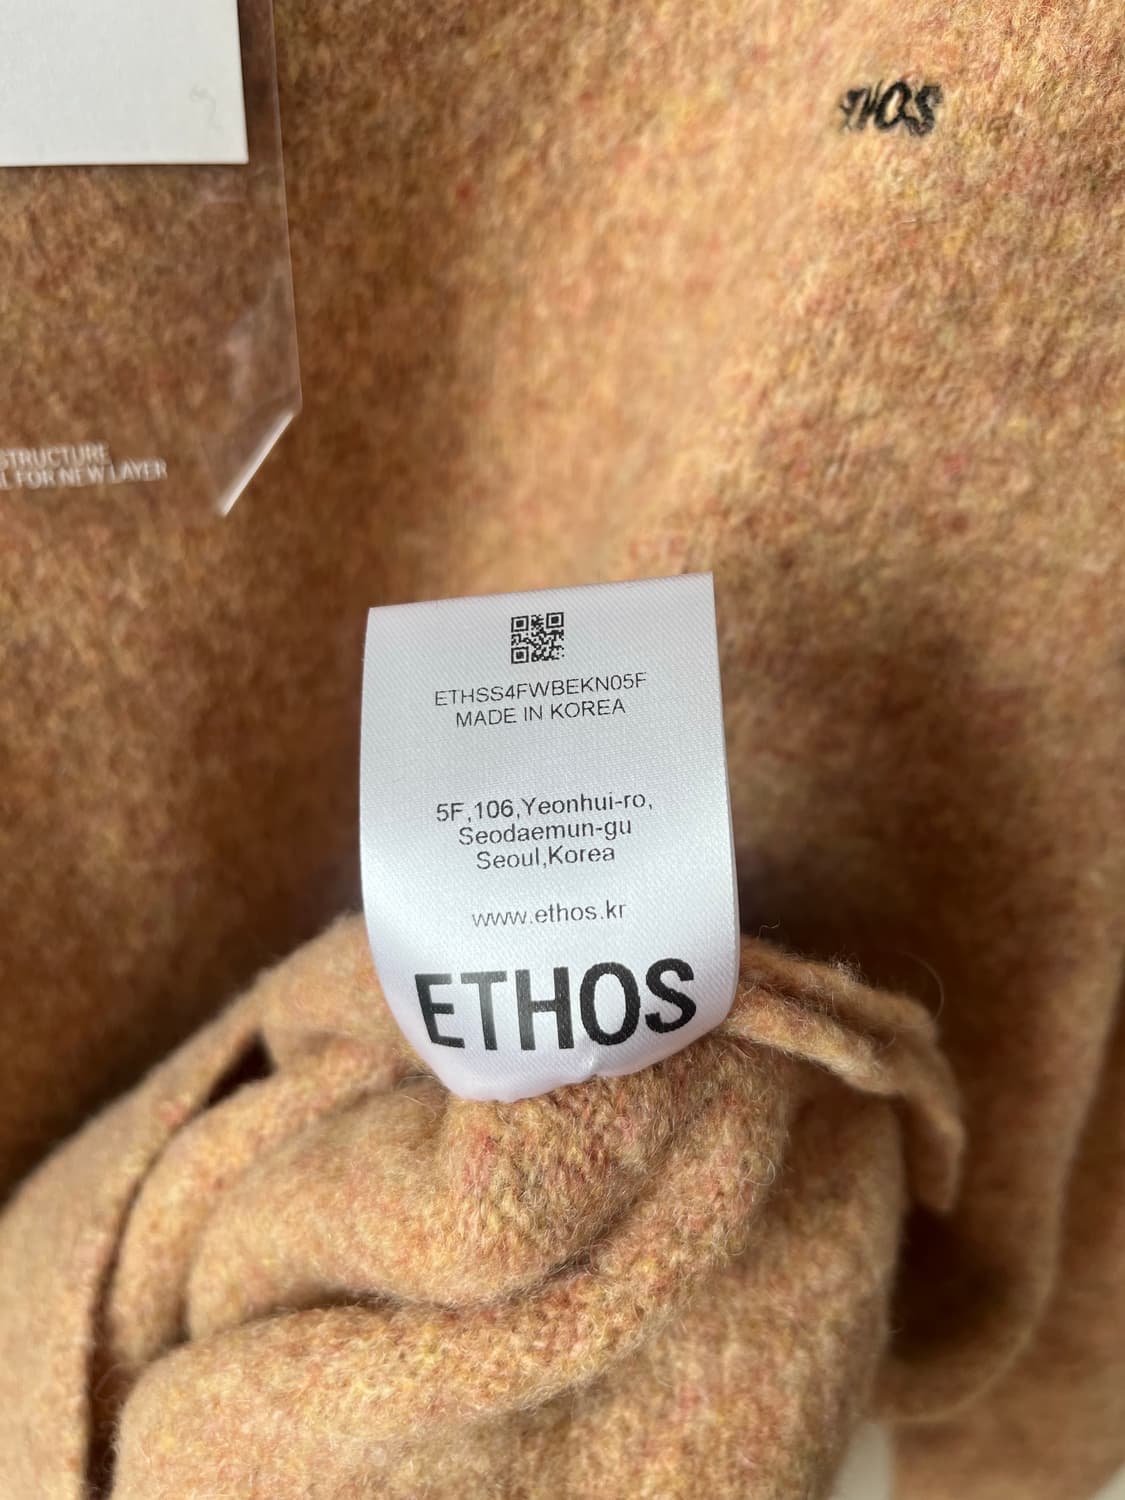 THOS
STRUCTURE
FOR NEW LAYER
ETHSS4FWBEKN05F
MADE IN KOREA
5F,106,Yeonhui-ro,
Seodaemun-gu
Seoul,Korea
www.ethos.kr
ETHOS